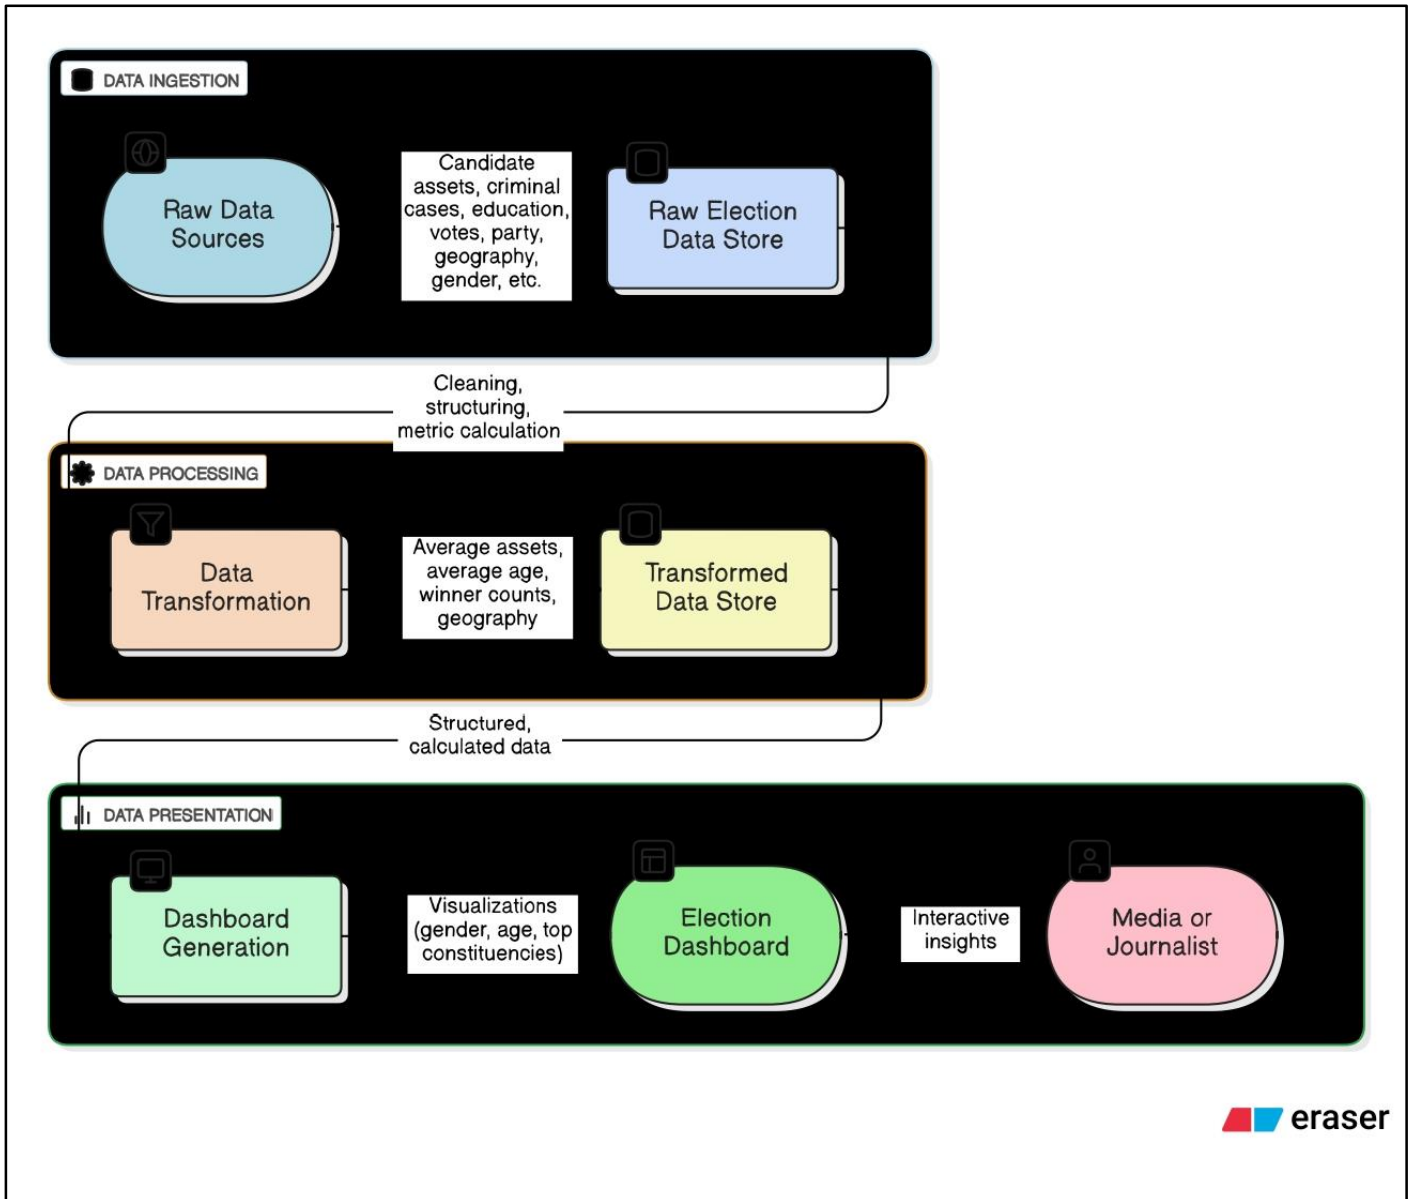 DATA INGESTION
Raw Data
Sources
Candidate
assets, criminal
cases, education,
votes, party,
geography,
gender, etc.
Raw Election
Data Store
Cleaning,
structuring,
metric calculation
DATA PROCESSING
Data
Transformation
Average assets,
average age,
winner counts,
geography
Transformed
Data Store
Structured,
calculated data
DATA PRESENTATION
Dashboard
Generation
Visualizations
(gender, age, top
constituencies)
Election
Dashboard
Interactive
insights
Media or
Journalist
eraser